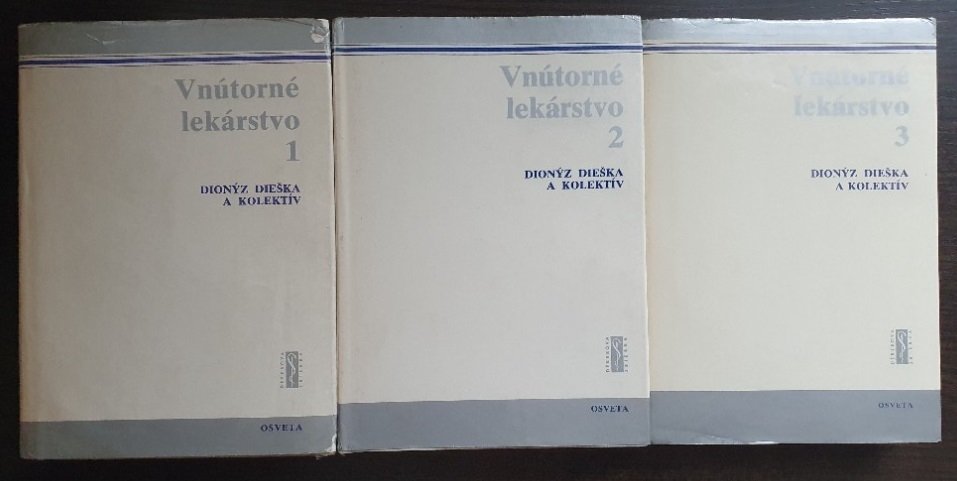 Vnútorné
lekárstvo
1
DIONÝZ DIEŠKA
A KOLEKTÍV
OSVETA
Vnútorné
lekárstvo
2
DIONÝZ DIEŠKA
A KOLEKTÍV
OSVETA
Vnútorné
lekárstvo
3
DIONÝZ DIEŠKA
A KOLEKTÍV
OSVETA